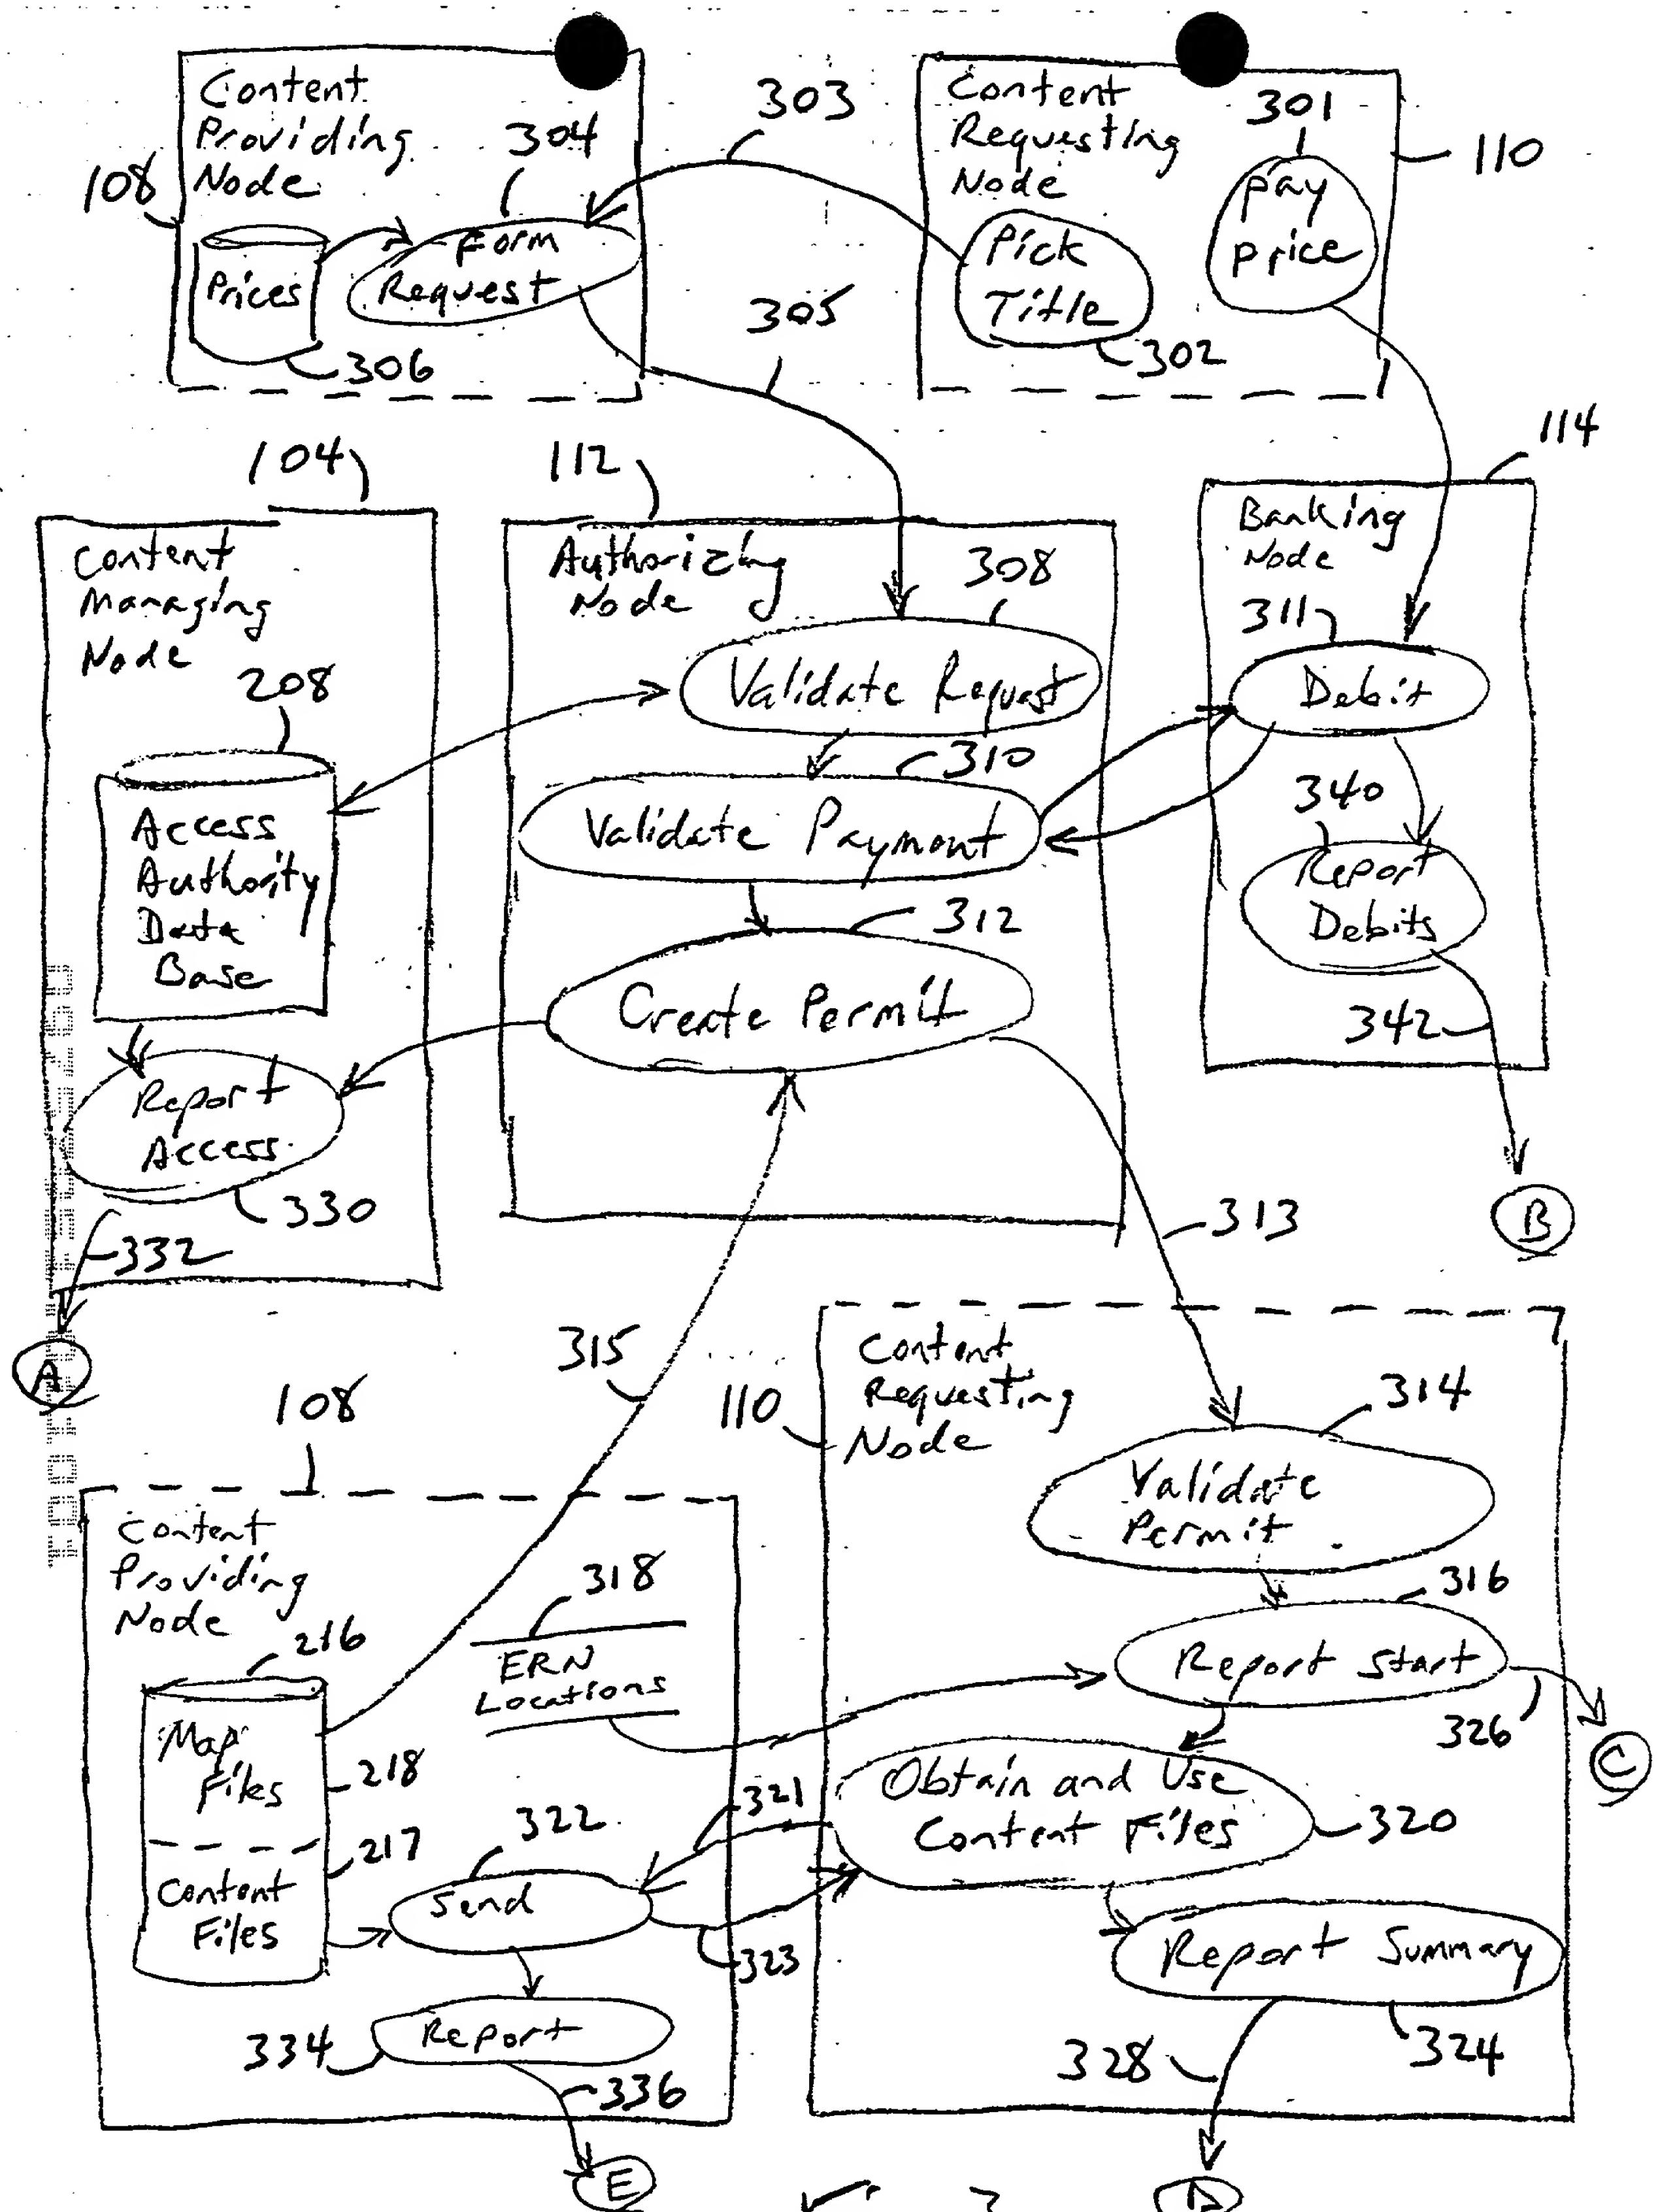 Content
Providing
Node
108
304
Form
Request
Prices
306
303
305
Content
Requesting
Node
301
110
Pay
Price
Pick
Title
302
104
Content
Managing
Node
208
Access
Authority
Data
Base
Report
Access
330
332
A
112
Authorizing
Node
308
Validate Request
310
Validate Payment
312
Create Permit
313
315
114
Banking
Node
311
Debit
340
Report
Debits
342
B
108
Content
Providing
Node
216
Map
Files
218
217
Content
Files
318
ERN
Locations
321
322
Send
323
334
Report
336
E
110
Content
Requesting
Node
314
Validate
Permit
316
Report Start
326
C
Obtain and Use
Content Files
320
Report Summary
324
328
D